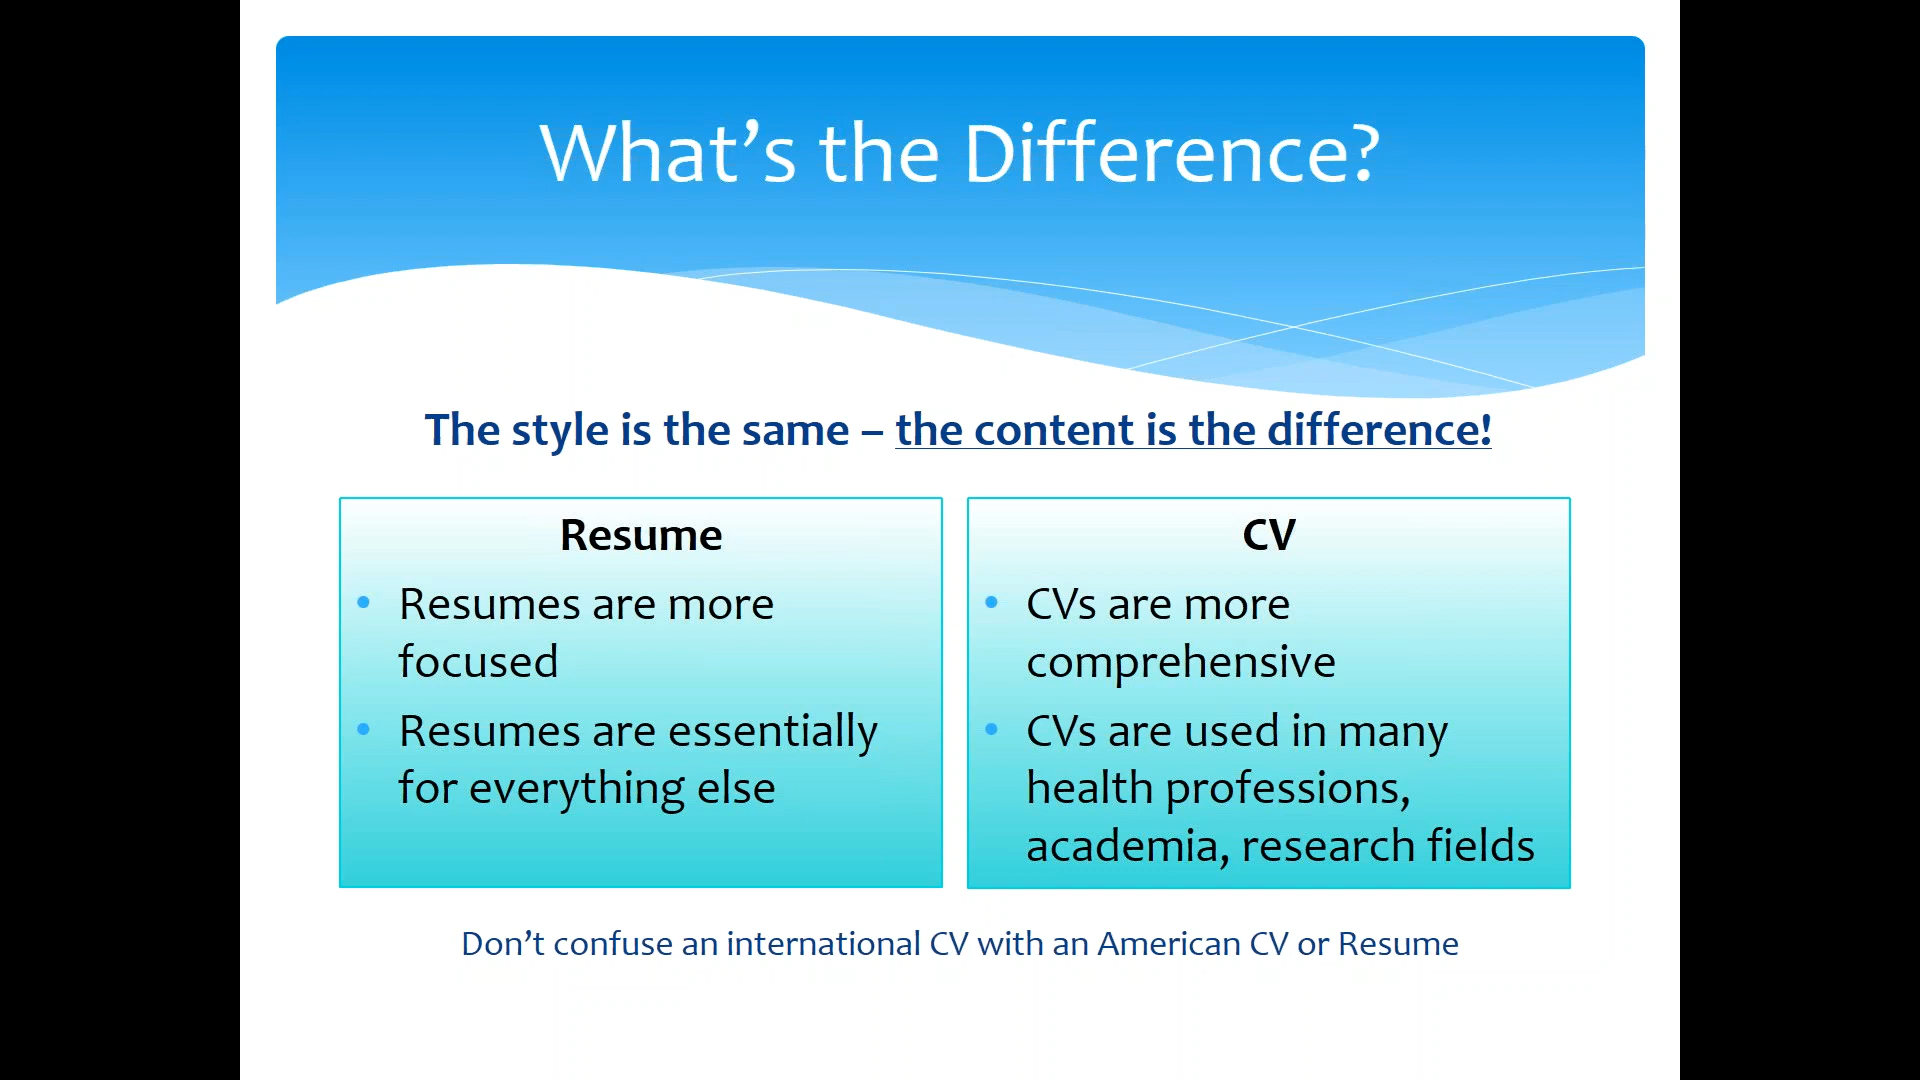 What’s the Difference?
The style is the same – the content is the difference!
Resume
• Resumes are more
focused
• Resumes are essentially
for everything else
CV
• CVs are more
comprehensive
• CVs are used in many
health professions,
academia, research fields
Don’t confuse an international CV with an American CV or Resume